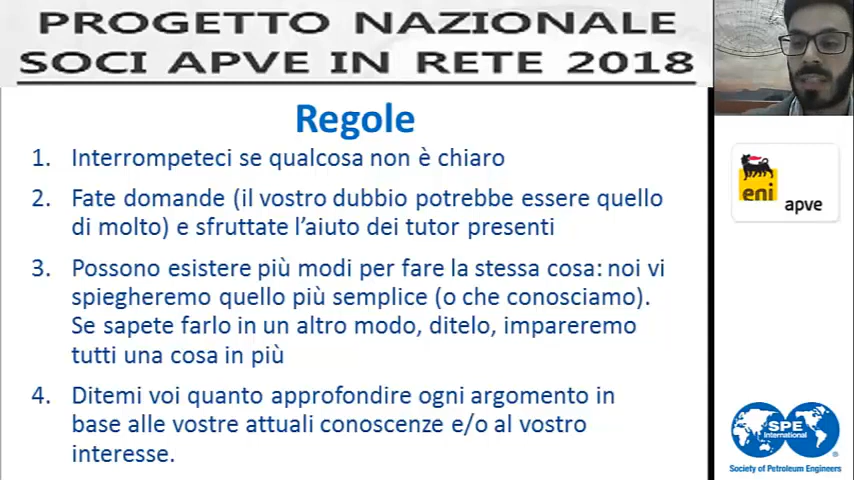 PROGETTO NAZIONALE
SOCI APVE IN RETE 2018
Regole
1. Interrompeteci se qualcosa non è chiaro
2. Fate domande (il vostro dubbio potrebbe essere quello
di molto) e sfruttate l’aiuto dei tutor presenti
3. Possono esistere più modi per fare la stessa cosa: noi vi
spiegheremo quello più semplice (o che conosciamo).
Se sapete farlo in un altro modo, ditelo, impareremo
tutti una cosa in più
4. Ditemi voi quanto approfondire ogni argomento in
base alle vostre attuali conoscenze e/o al vostro
interesse.
eni
apve
SPE
International
Society of Petroleum Engineers